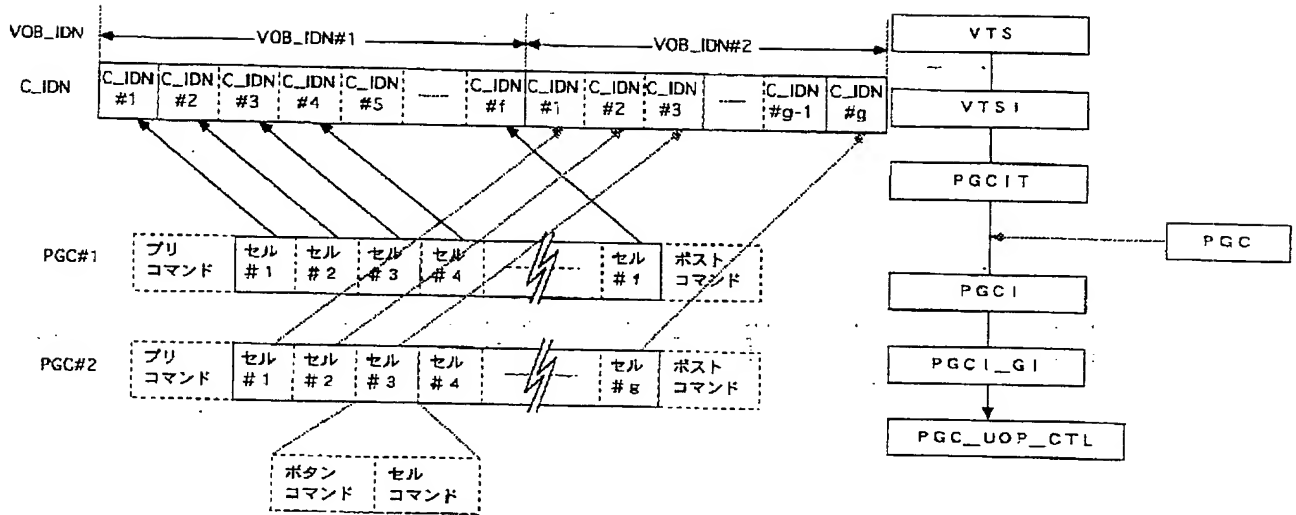 VOB_IDN
VOB_IDN#1
VOB_IDN#2
C_IDN
C_IDN #1
C_IDN #2
C_IDN #3
C_IDN #4
C_IDN #5
C_IDN #f
C_IDN #1
C_IDN #2
C_IDN #3
C_IDN #g-1
C_IDN #g
PGC#1
プリ
コマンド
セル
#1
セル
#2
セル
#3
セル
#4
セル
#f
ポスト
コマンド
PGC#2
プリ
コマンド
セル
#1
セル
#2
セル
#3
セル
#4
セル
#g
ポスト
コマンド
ボタン
コマンド
セル
コマンド
VTS
VTSI
PGCIT
PGC
PGCI
PGCI_GI
PGC_UOP_CTL